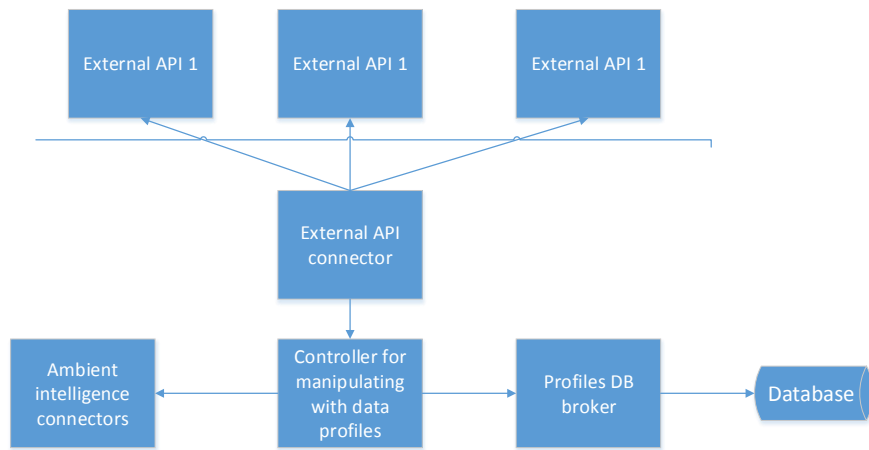 External API 1
External API 1
External API 1
External API
connector
Ambient
intelligence
connectors
Controller for
manipulating
with data
profiles
Profiles DB
broker
Database